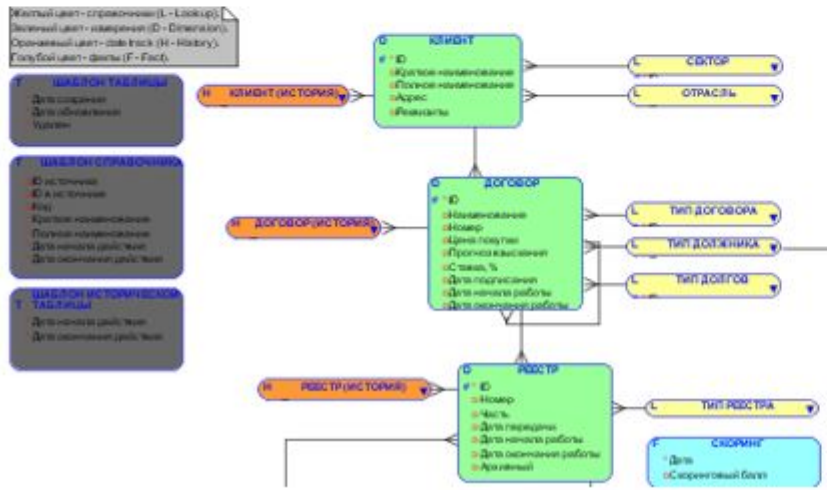 Желтый цвет - справочники (L - Lookup).
Зеленый цвет - измерения (D - Dimension).
Оранжевый цвет - date track (H - History).
Голубой цвет - факты (F - Fact).
T ШАБЛОН ТАБЛИЦЫ
* Дата создания
* Дата обновления
* Удален
T ШАБЛОН СПРАВОЧНИКА
ID источника
ID в источнике
Код
Краткое наименование
Полное наименование
Дата начала действия
Дата окончания действия
T ШАБЛОН ИСТОРИЧЕСКОЙ ТАБЛИЦЫ
* Дата начала действия
* Дата окончания действия
D КЛИЕНТ
# * ID
o Краткое наименование
o Полное наименование
o Адрес
o Реквизиты
H КЛИЕНТ (ИСТОРИЯ)
L СЕКТОР
L ОТРАСЛЬ
D ДОГОВОР
# * ID
o Наименование
o Номер
o Цена покупки
o Прогноз взыскания
o Ставка, %
o Дата подписания
o Дата начала работы
o Дата окончания работы
H ДОГОВОР (ИСТОРИЯ)
L ТИП ДОГОВОРА
L ТИП ДОЛЖНИКА
L ТИП ДОЛГОВ
D РЕЕСТР
# * ID
o Номер
o Часть
o Дата передачи
o Дата начала работы
o Дата окончания работы
o Архивный
H РЕЕСТР (ИСТОРИЯ)
L ТИП РЕЕСТРА
F СКОРИНГ
* Дата
o Скоринговый балл